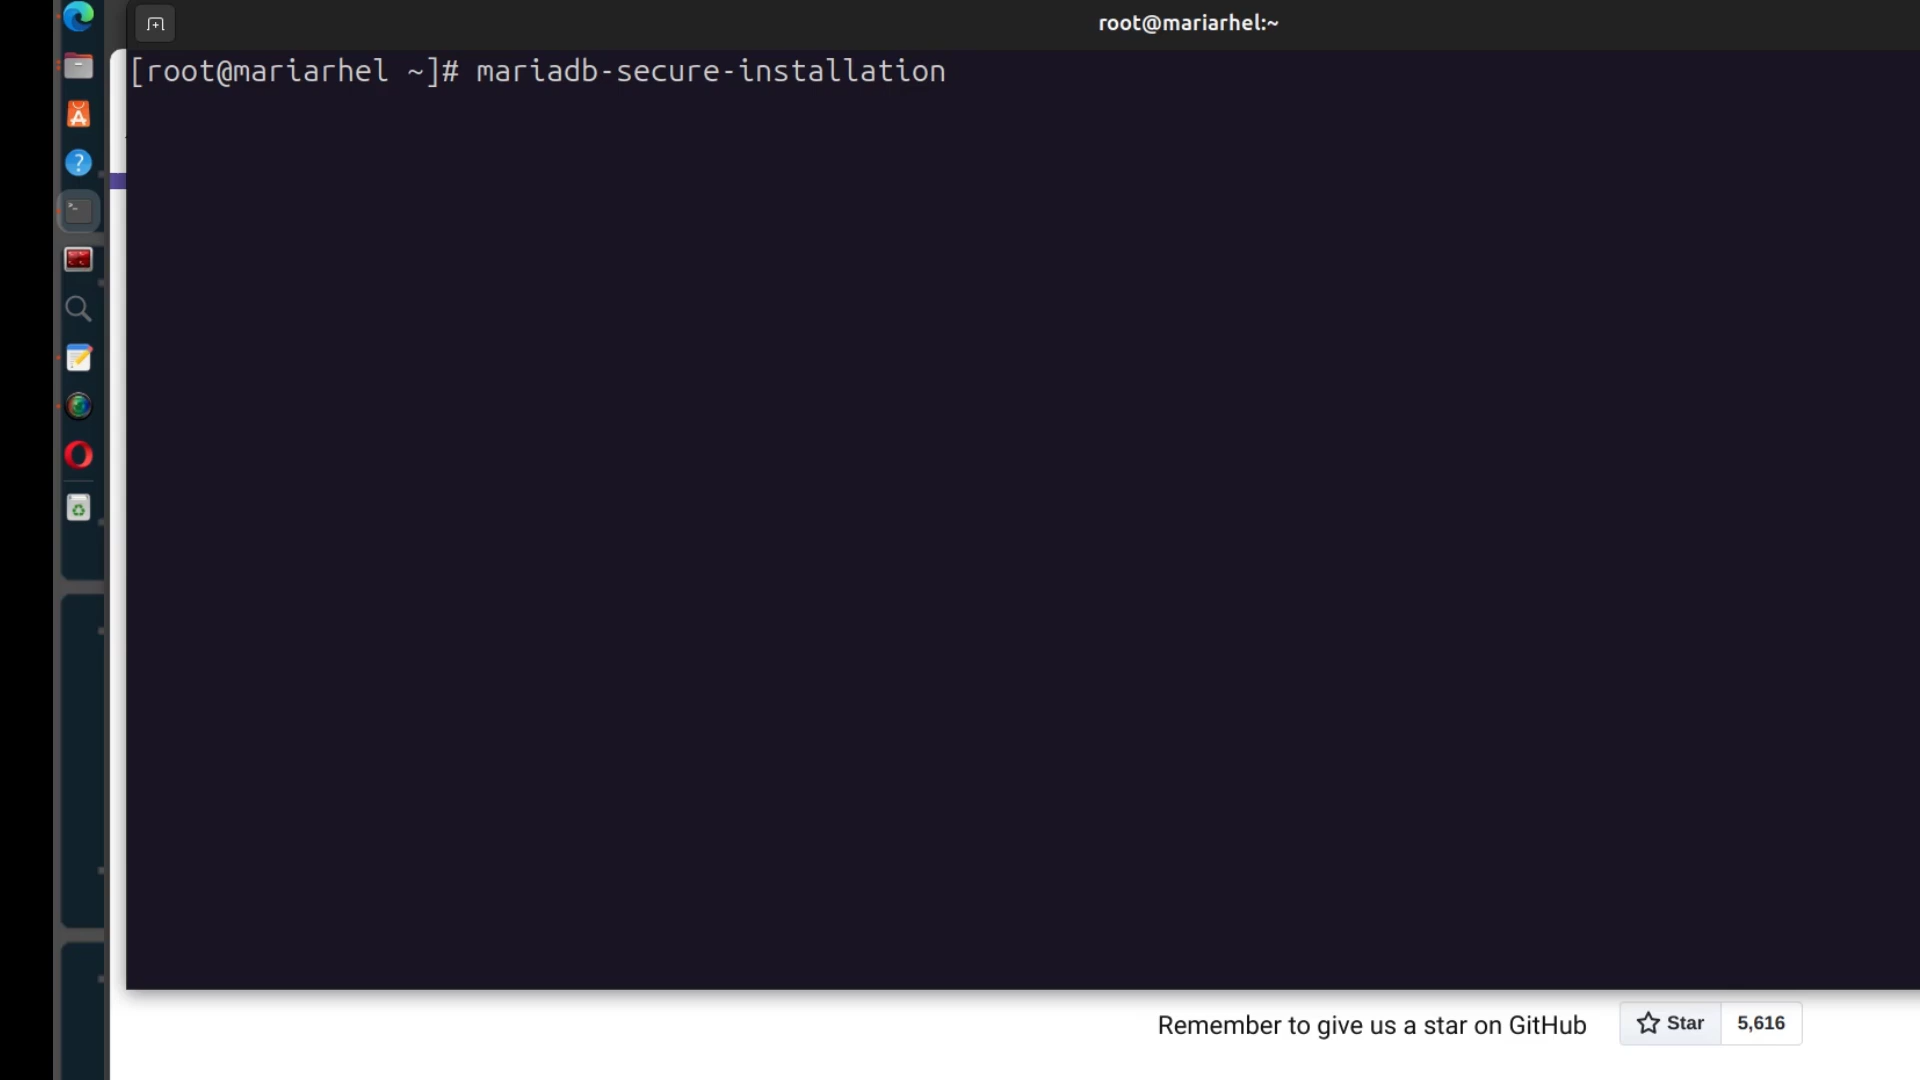 root@mariarhel:~
[root@mariarhel ~]# mariadb-secure-installation
Remember to give us a star on GitHub
Star 5,616